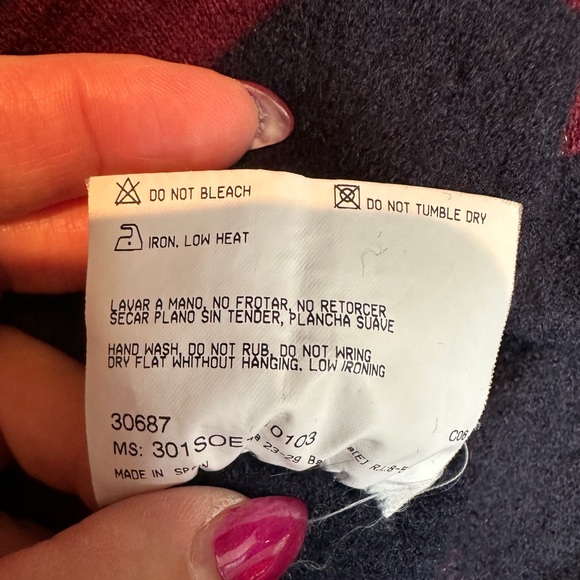 DO NOT BLEACH
DO NOT TUMBLE DRY
IRON. LOW HEAT
LAVAR A MANO, NO FROTAR, NO RETORCER
SECAR PLANO SIN TENDER, PLANCHA SUAVE
HAND WASH, DO NOT RUB, DO NOT WRING
DRY FLAT WHITHOUT HANGING. LOW IRONING
30687 0103
MS: 301SOE 23-29
MADE IN